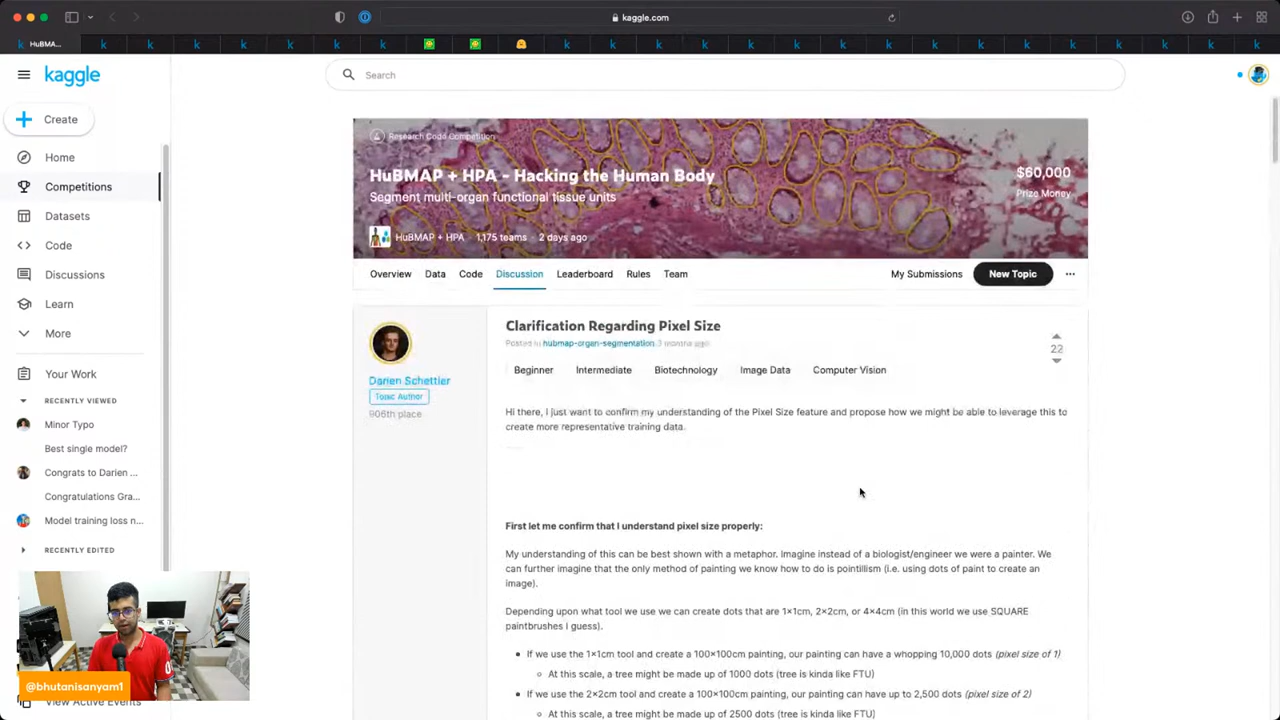 kaggle.com
HuBMA...
kaggle
Search
Create
Home
Competitions
Datasets
Code
Discussions
Learn
More
Your Work
RECENTLY VIEWED
Minor Typo
Best single model?
Congrats to Darien ...
Congratulations Gra...
Model training loss n...
RECENTLY EDITED
View Active Events
@bhutanisanyam1
Research Code Competition
HuBMAP + HPA - Hacking the Human Body
Segment multi-organ functional tissue units
$60,000
Prize Money
HuBMAP + HPA · 1,175 teams · 2 days ago
Overview Data Code Discussion Leaderboard Rules Team My Submissions New Topic
Darien Schettler
Topic Author
906th place
Clarification Regarding Pixel Size
Posted in hubmap-organ-segmentation 3 months ago
22
Beginner Intermediate Biotechnology Image Data Computer Vision
Hi there, I just want to confirm my understanding of the Pixel Size feature and propose how we might be able to leverage this to
create more representative training data.
First let me confirm that I understand pixel size properly:
My understanding of this can be best shown with a metaphor. Imagine instead of a biologist/engineer we were a painter. We
can further imagine that the only method of painting we know how to do is pointillism (i.e. using dots of paint to create an
image).
Depending upon what tool we use we can create dots that are 1×1cm, 2×2cm, or 4×4cm (in this world we use SQUARE
paintbrushes i guess).
If we use the 1×1cm tool and create a 100×100cm painting, our painting can have a whopping 10,000 dots (pixel size of 1)
At this scale, a tree might be made up of 1000 dots (tree is kinda like FTU)
If we use the 2×2cm tool and create a 100×100cm painting, our painting can have up to 2,500 dots (pixel size of 2)
At this scale, a tree might be made up of 2500 dots (tree is kinda like FTU)